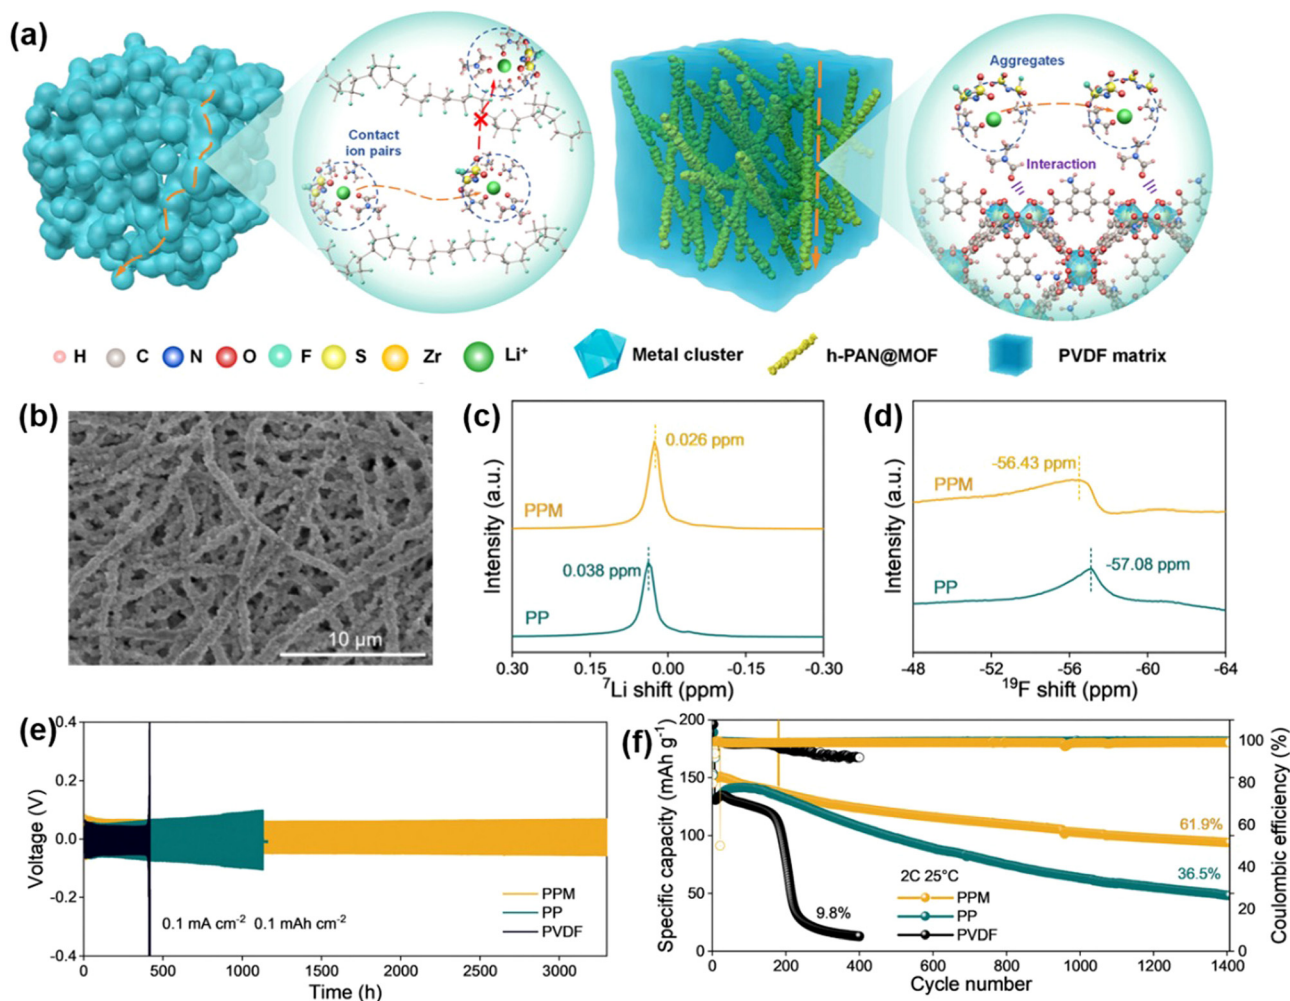 (a)
Contact
ion pairs
Aggregates
Interaction
H C N O F S Zr Li⁺ Metal cluster h-PAN@MOF PVDF matrix
(b)
10 µm
(c)
Intensity (a.u.)
0.026 ppm
PPM
0.038 ppm
PP
0.30 0.15 0.00 -0.15 -0.30
⁷Li shift (ppm)
(d)
Intensity (a.u.)
-56.43 ppm
PPM
-57.08 ppm
PP
-48 -52 -56 -60 -64
¹⁹F shift (ppm)
(e)
Voltage (V)
0.4
0.2
0.0
-0.2
-0.4
PPM
PP
PVDF
0.1 mA cm⁻² 0.1 mAh cm⁻²
0 500 1000 1500 2000 2500 3000
Time (h)
(f)
Specific capacity (mAh g⁻¹)
200
150
100
50
0
61.9%
36.5%
9.8%
2C 25°C
PPM
PP
PVDF
0 200 400 600 800 1000 1200 1400
Cycle number
100
80
60
40
20
0
Coulombic efficiency (%)